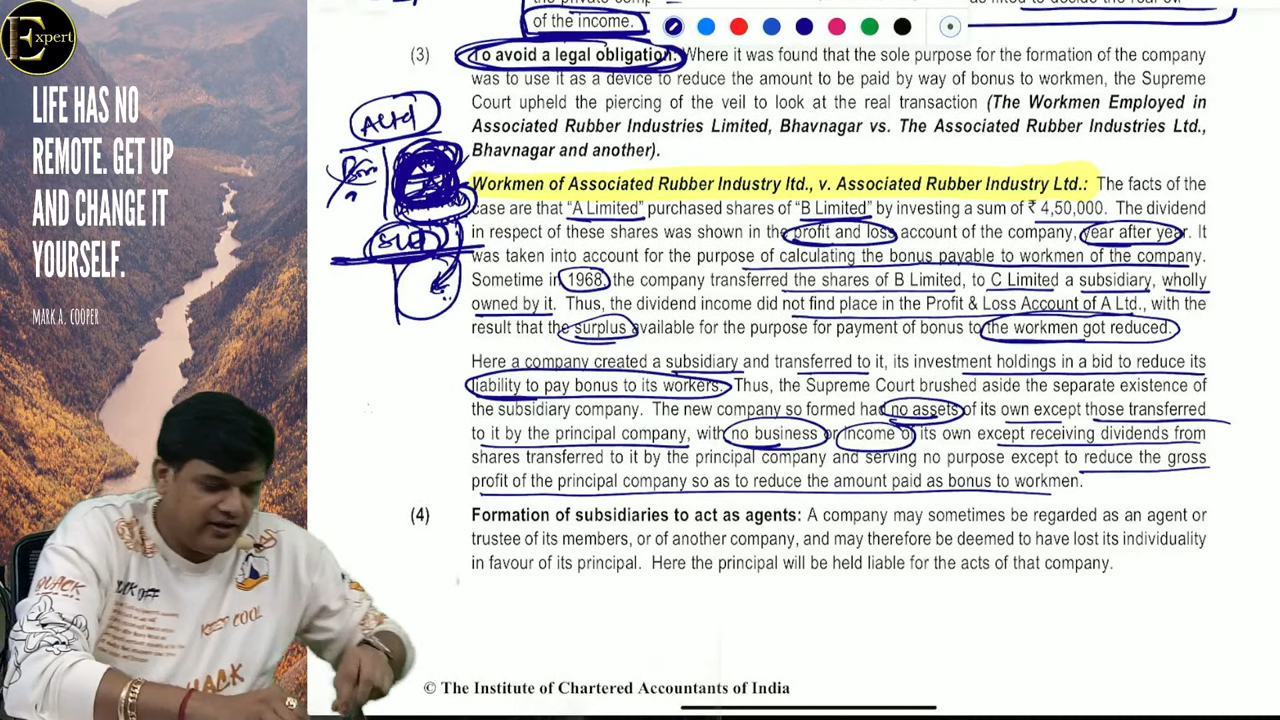 Expert
LIFE HAS NO
REMOTE. GET UP
AND CHANGE IT
YOURSELF.
MARK A. COOPER
of the income.
(3) To avoid a legal obligation: Where it was found that the sole purpose for the formation of the company
was to use it as a device to reduce the amount to be paid by way of bonus to workmen, the Supreme
Court upheld the piercing of the veil to look at the real transaction (The Workmen Employed in
Associated Rubber Industries Limited, Bhavnagar vs. The Associated Rubber Industries Ltd.,
Bhavnagar and another).
A Ltd
Workmen of Associated Rubber Industry ltd., v. Associated Rubber Industry Ltd.: The facts of the
case are that “A Limited” purchased shares of “B Limited” by investing a sum of ₹ 4,50,000. The dividend
in respect of these shares was shown in the profit and loss account of the company, year after year. It
was taken into account for the purpose of calculating the bonus payable to workmen of the company.
Sometime in 1968, the company transferred the shares of B Limited, to C Limited a subsidiary, wholly
owned by it. Thus, the dividend income did not find place in the Profit & Loss Account of A Ltd., with the
result that the surplus available for the purpose for payment of bonus to the workmen got reduced.
Here a company created a subsidiary and transferred to it, its investment holdings in a bid to reduce its
liability to pay bonus to its workers. Thus, the Supreme Court brushed aside the separate existence of
the subsidiary company. The new company so formed had no assets of its own except those transferred
to it by the principal company, with no business or income of its own except receiving dividends from
shares transferred to it by the principal company and serving no purpose except to reduce the gross
profit of the principal company so as to reduce the amount paid as bonus to workmen.
(4) Formation of subsidiaries to act as agents: A company may sometimes be regarded as an agent or
trustee of its members, or of another company, and may therefore be deemed to have lost its individuality
in favour of its principal. Here the principal will be held liable for the acts of that company.
QUACK
QUACK OFF
KEEP COOL
© The Institute of Chartered Accountants of India